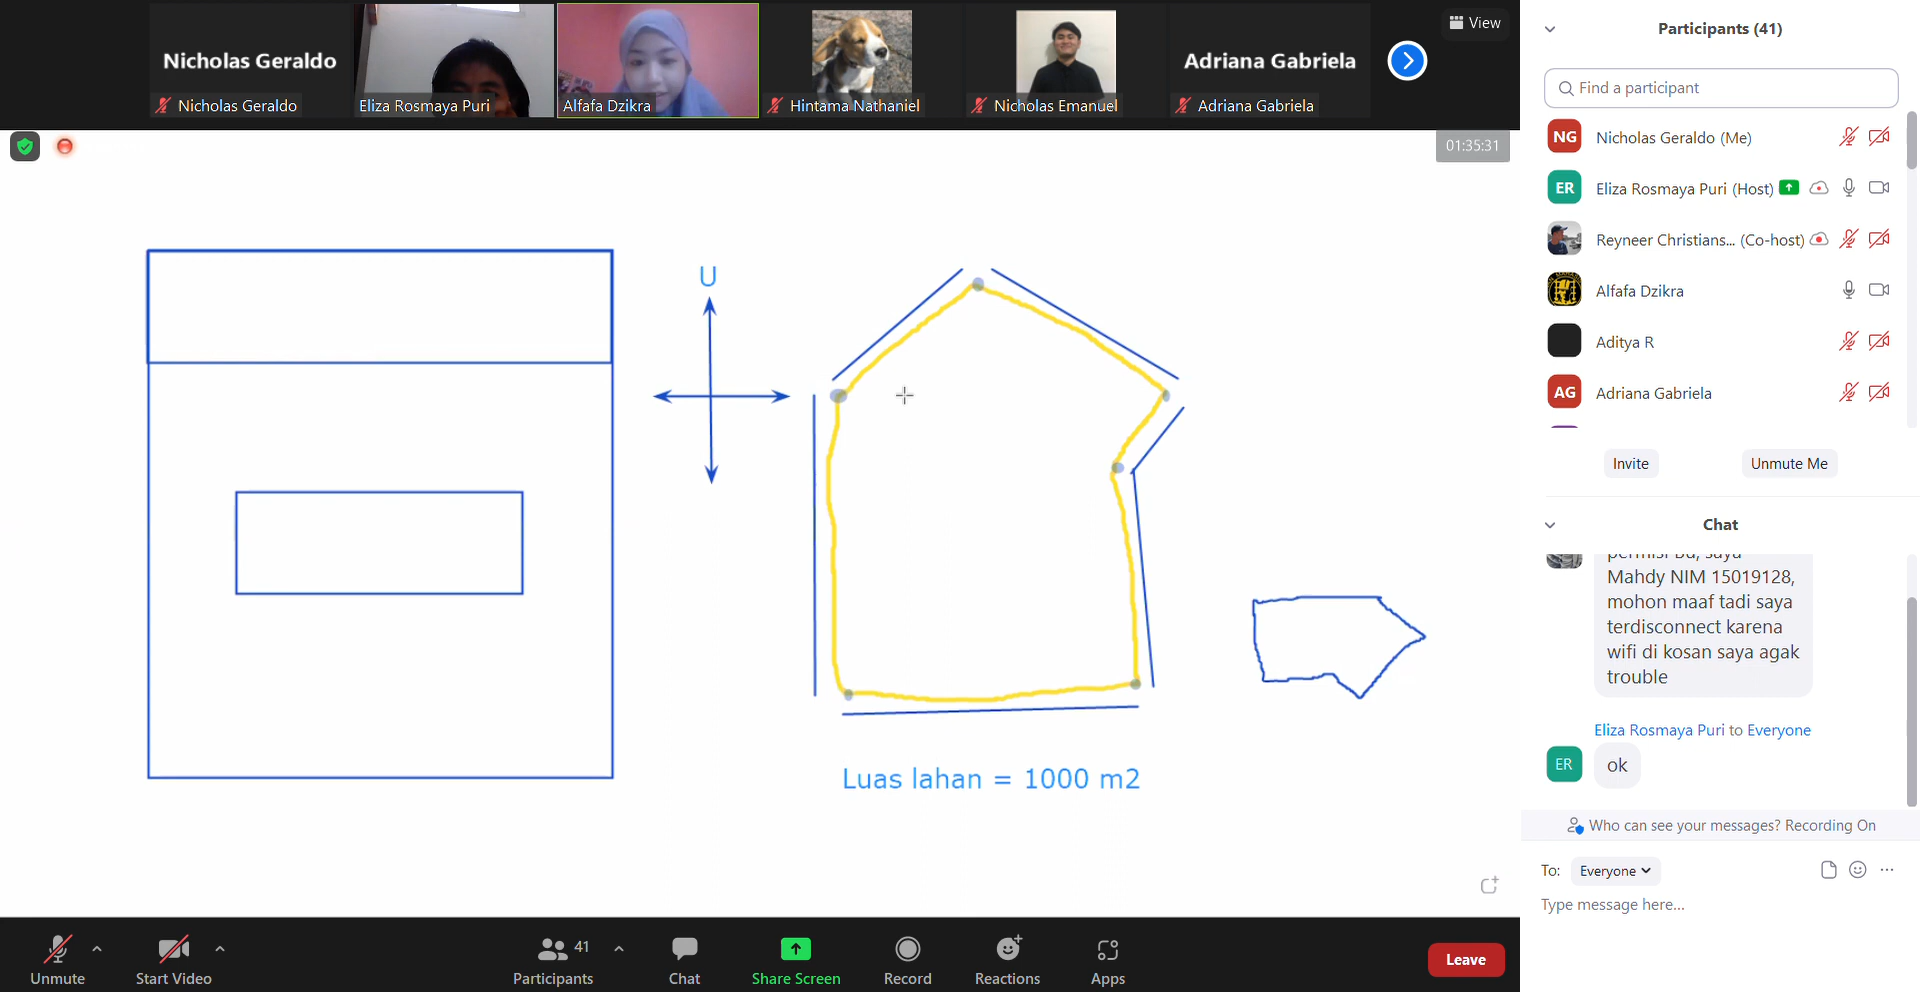 Nicholas Geraldo
Nicholas Geraldo
Eliza Rosmaya Puri
Alfafa Dzikra
Hintama Nathaniel
Nicholas Emanuel
Adriana Gabriela
Adriana Gabriela
View
01:35:31
U
Luas lahan = 1000 m2
Participants (41)
Find a participant
NG Nicholas Geraldo (Me)
ER Eliza Rosmaya Puri (Host)
Reyneer Christians... (Co-host)
Alfafa Dzikra
Aditya R
AG Adriana Gabriela
Invite
Unmute Me
Chat
permisi Bu, saya
Mahdy NIM 15019128,
mohon maaf tadi saya
terdisconnect karena
wifi di kosan saya agak
trouble
Eliza Rosmaya Puri to Everyone
ER ok
Who can see your messages? Recording On
To: Everyone
Type message here...
Unmute
Start Video
41
Participants
Chat
Share Screen
Record
Reactions
Apps
Leave